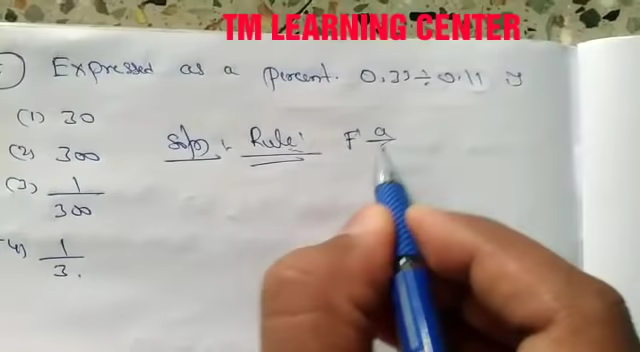 TM LEARNING CENTER
Expressed as a percent. 0.33÷0.11 is
(1) 30
Soln: Rule: F a
(2) 300
(3) 1/300
4) 1/3.